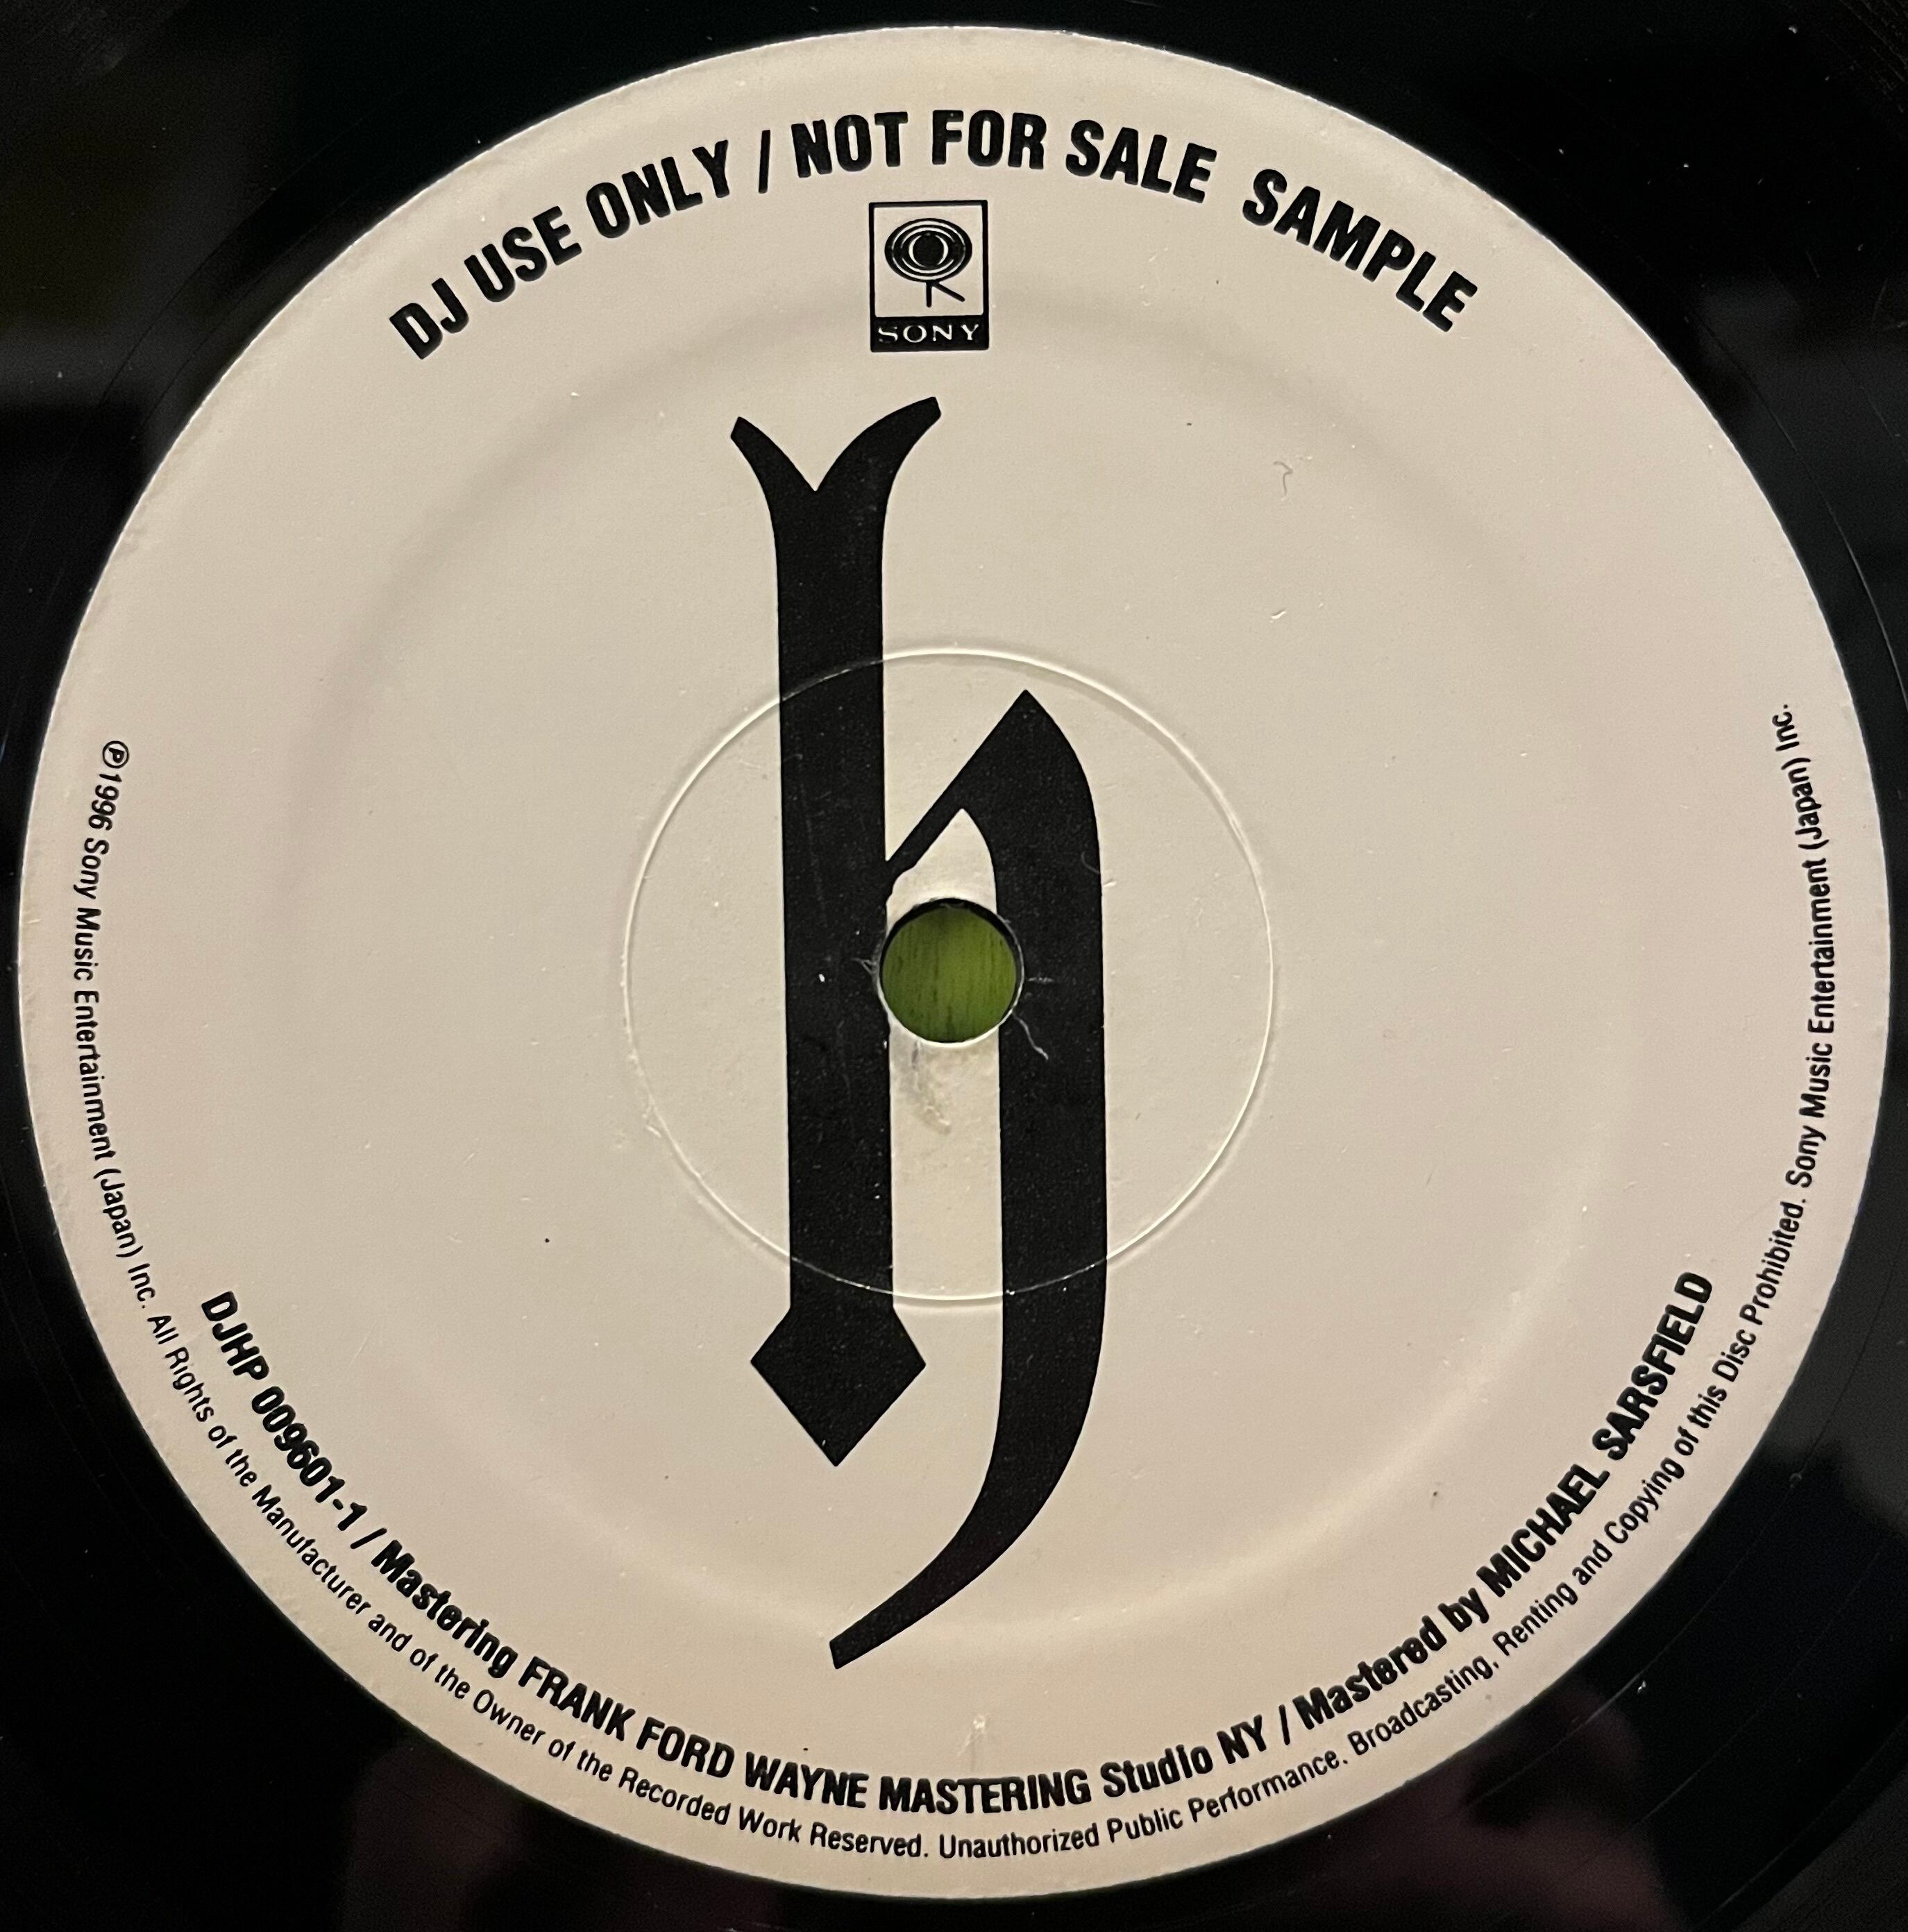 DJ USE ONLY / NOT FOR SALE SAMPLE
SONY
h
DJHP 009601-1 / Mastering FRANK FORD WAYNE MASTERING Studio NY / Mastered by MICHAEL SARSFIELD
℗1996 Sony Music Entertainment (Japan) Inc. All Rights of the Manufacturer and of the Owner of the Recorded Work Reserved. Unauthorized Public Performance. Broadcasting, Renting and Copying of this Disc Prohibited. Sony Music Entertainment (Japan) Inc.